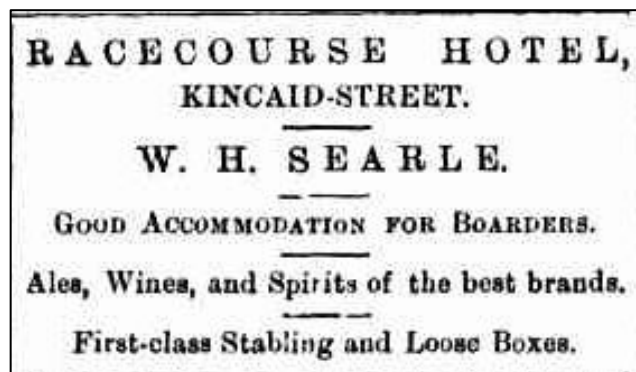 RACECOURSE HOTEL,
KINCAID-STREET.
W. H. SEARLE.
GOOD ACCOMMODATION FOR BOARDERS.
Ales, Wines, and Spirits of the best brands.
First-class Stabling and Loose Boxes.